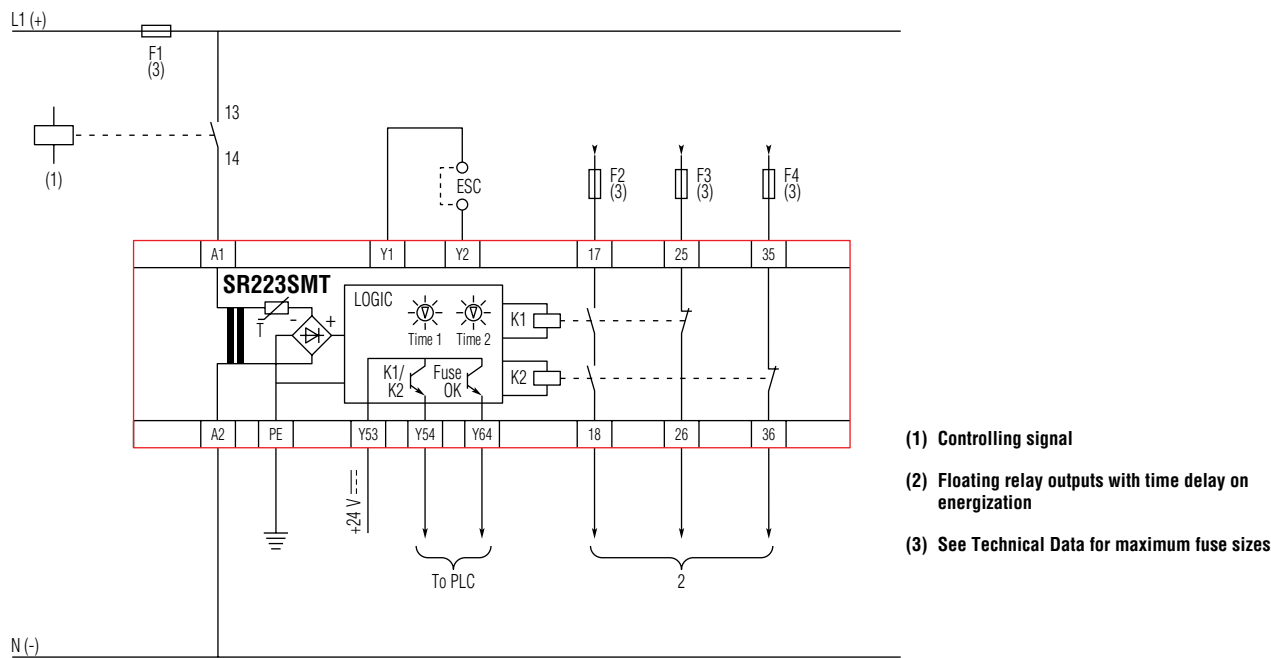 L1 (+)
F1
(3)
13
14
(1)
ESC
F2
(3)
F3
(3)
F4
(3)
A1
Y1
Y2
17
25
35
SR223SMT
T
-
+
LOGIC
Time 1
Time 2
K1
K1/
K2
Fuse
OK
K2
A2
PE
Y53
Y54
Y64
18
26
36
+24 V
To PLC
2
N (-)
(1) Controlling signal
(2) Floating relay outputs with time delay on
energization
(3) See Technical Data for maximum fuse sizes